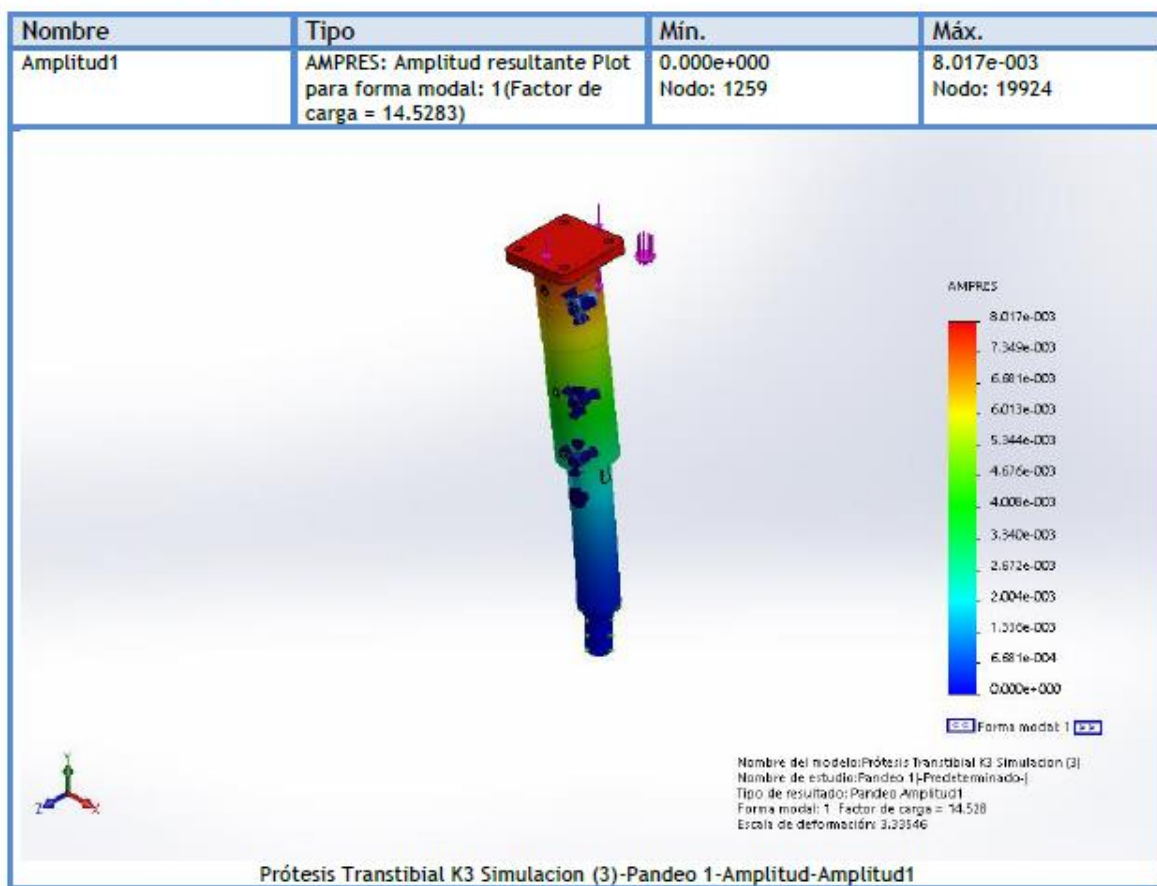 Nombre Tipo Mín. Máx.
Amplitud1 AMPRES: Amplitud resultante Plot 0.000e+000 8.017e-003
para forma modal: 1(Factor de Nodo: 1259 Nodo: 19924
carga = 14.5283)
AMPRES
8.017e-003
7.349e-003
6.681e-003
6.013e-003
5.344e-003
4.676e-003
4.008e-003
3.340e-003
2.672e-003
2.004e-003
1.336e-003
6.681e-004
0.000e+000
Forma modal: 1
Y
Z X
Nombre del modelo:Prótesis Transtibial K3 Simulacion (3)
Nombre de estudio:Pandeo 1(-Predeterminado-)
Tipo de resultado: Pandeo Amplitud1
Forma modal: 1 Factor de carga = 14.528
Escala de deformación: 3.33546
Prótesis Transtibial K3 Simulacion (3)-Pandeo 1-Amplitud-Amplitud1